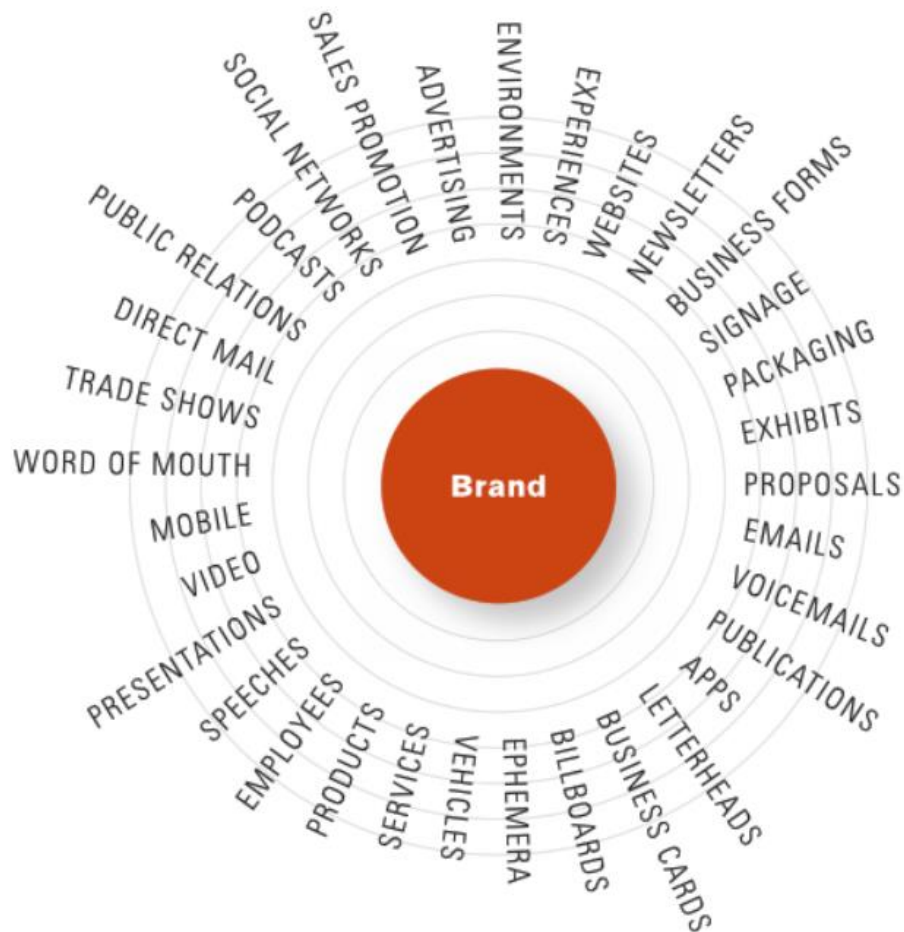 Brand
ENVIRONMENTS
EXPERIENCES
WEBSITES
NEWSLETTERS
BUSINESS FORMS
SIGNAGE
PACKAGING
EXHIBITS
PROPOSALS
EMAILS
VOICEMAILS
PUBLICATIONS
APPS
LETTERHEADS
BUSINESS CARDS
BILLBOARDS
EPHEMERA
VEHICLES
SERVICES
PRODUCTS
EMPLOYEES
SPEECHES
PRESENTATIONS
VIDEO
MOBILE
WORD OF MOUTH
TRADE SHOWS
DIRECT MAIL
PUBLIC RELATIONS
PODCASTS
SOCIAL NETWORKS
SALES PROMOTION
ADVERTISING